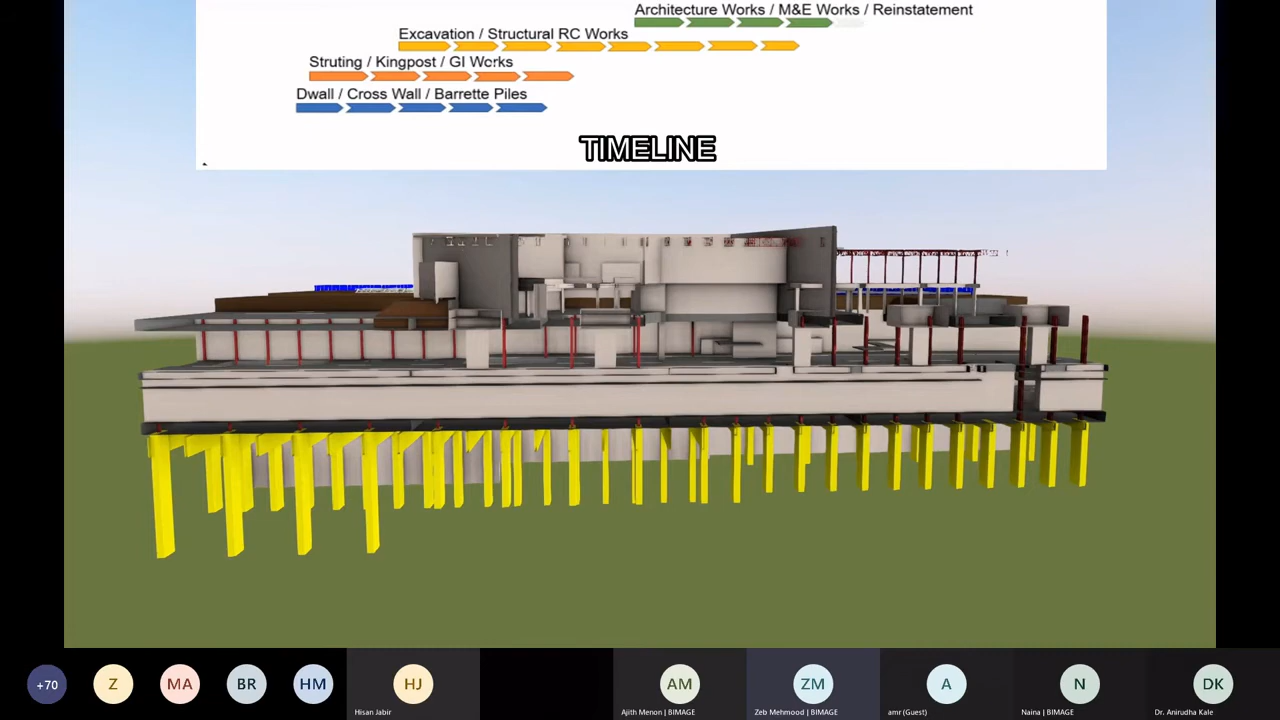 Architecture Works / M&E Works / Reinstatement
Excavation / Structural RC Works
Struting / Kingpost / GI Works
Dwall / Cross Wall / Barrette Piles
TIMELINE
+70
Z
MA
BR
HM
HJ
AM
ZM
A
N
DK
Hisan Jabir
Ajith Menon | BIMAGE
Zeb Mehmood | BIMAGE
amr (Guest)
Naina | BIMAGE
Dr. Anirudha Kale